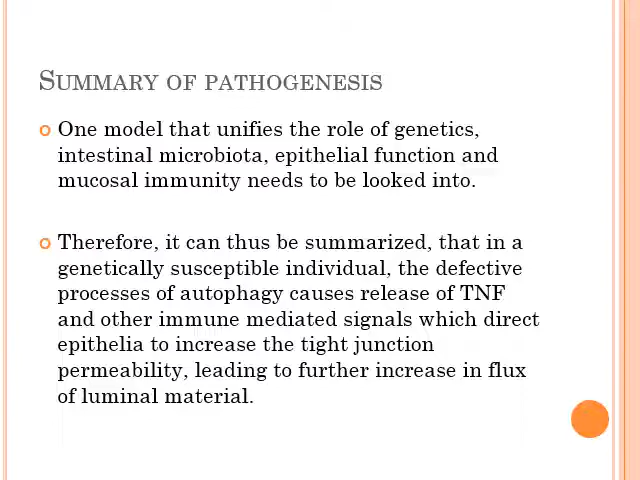 SUMMARY OF PATHOGENESIS
One model that unifies the role of genetics,
intestinal microbiota, epithelial function and
mucosal immunity needs to be looked into.
Therefore, it can thus be summarized, that in a
genetically susceptible individual, the defective
processes of autophagy causes release of TNF
and other immune mediated signals which direct
epithelia to increase the tight junction
permeability, leading to further increase in flux
of luminal material.